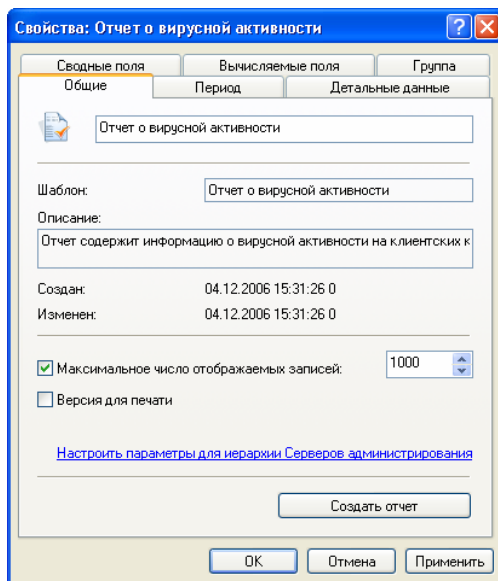 Свойства: Отчет о вирусной активности
Сводные поля Вычисляемые поля Группа
Общие Период Детальные данные
Отчет о вирусной активности
Шаблон: Отчет о вирусной активности
Описание:
Отчет содержит информацию о вирусной активности на клиентских к
Создан: 04.12.2006 15:31:26 0
Изменен: 04.12.2006 15:31:26 0
Максимальное число отображаемых записей: 1000
Версия для печати
Настроить параметры для иерархии Серверов администрирования
Создать отчет
OK Отмена Применить